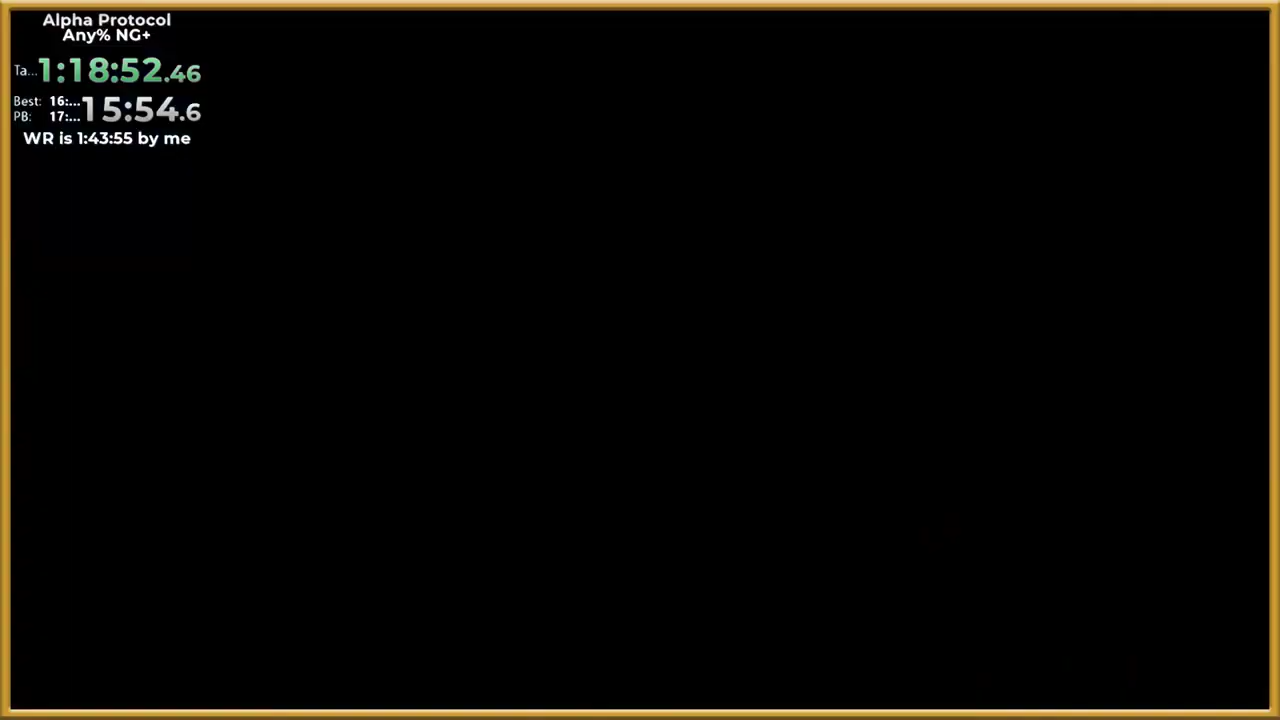 Alpha Protocol
Any% NG+
Ta... 1:18:52.46
Best: 16:...
PB: 17:... 15:54.6
WR is 1:43:55 by me